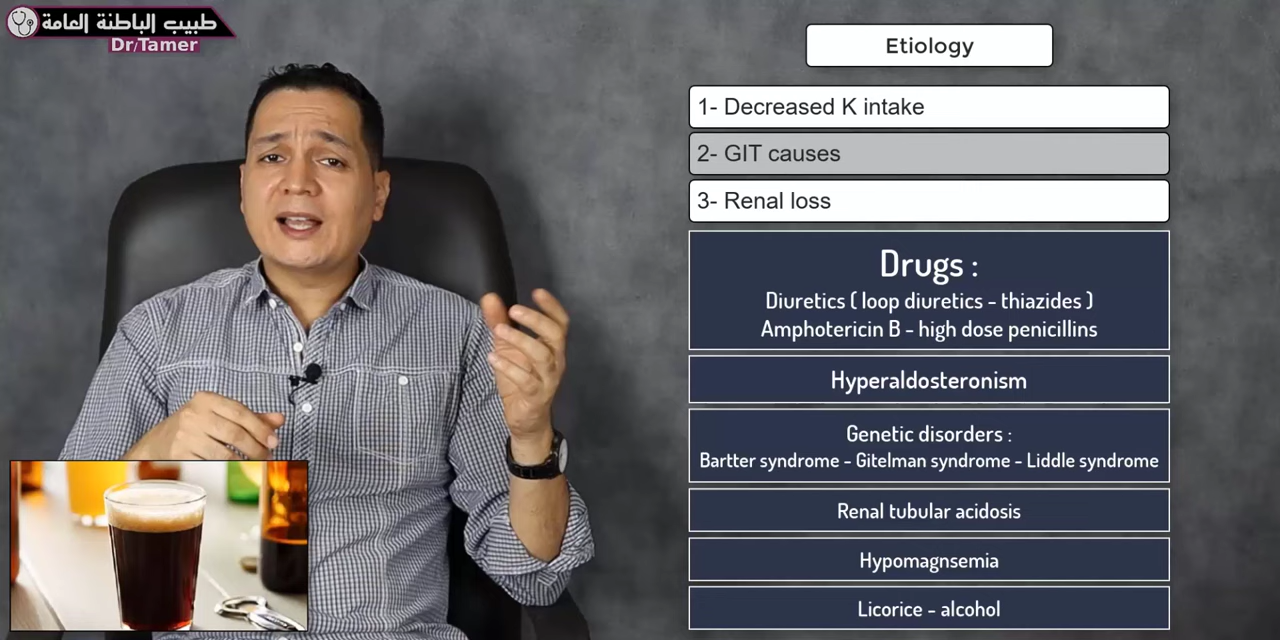 طبيب الباطنة العامة
Dr/Tamer
Etiology
1- Decreased K intake
2- GIT causes
3- Renal loss
Drugs :
Diuretics ( loop diuretics - thiazides )
Amphotericin B - high dose penicillins
Hyperaldosteronism
Genetic disorders :
Bartter syndrome - Gitelman syndrome - Liddle syndrome
Renal tubular acidosis
Hypomagnsemia
Licorice - alcohol